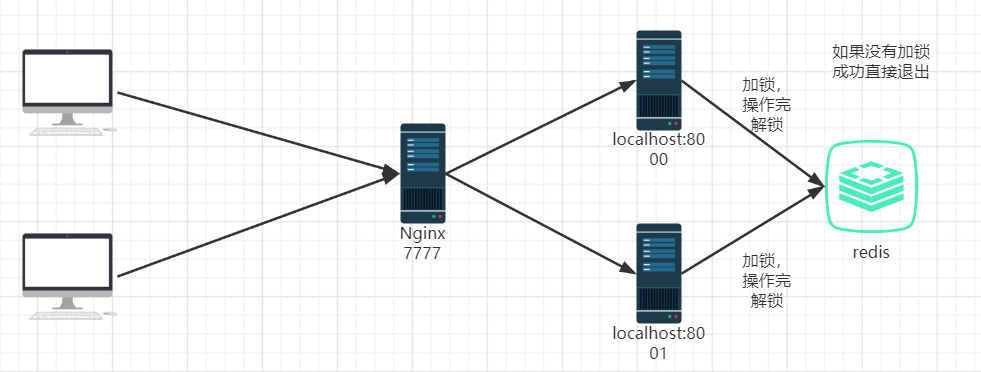 如果没有加锁
成功直接退出
加锁，
操作完
解锁
localhost:80
00
Nginx
7777
redis
加锁，
操作完
解锁
localhost:80
01